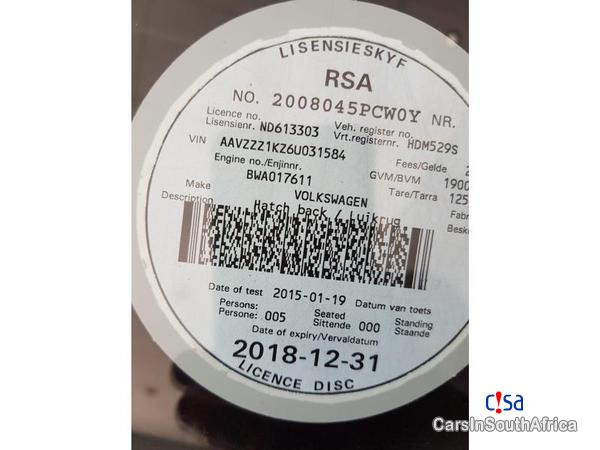 LISENSIESKYF
RSA
NO. 2008045PCW0Y NR.
Licence no. Veh. register no.
Lisensienr. ND613303 Vrt.registernr. HDM529S
VIN AAVZZZ1KZ6U031584 Fees/Gelde
Engine no./Enjinnr. GVM/BVM 1900
BWA017611 Tare/Tarra 125
Make VOLKSWAGEN
Description Hatch back / Luikrug
Date of test 2015-01-19 Datum van toets
Persons: Seated Standing
Persone: 005 Sittende 000 Staande
Date of expiry/Vervaldatum
2018-12-31
LICENCE DISC
c!sa
CarsInSouthAfrica